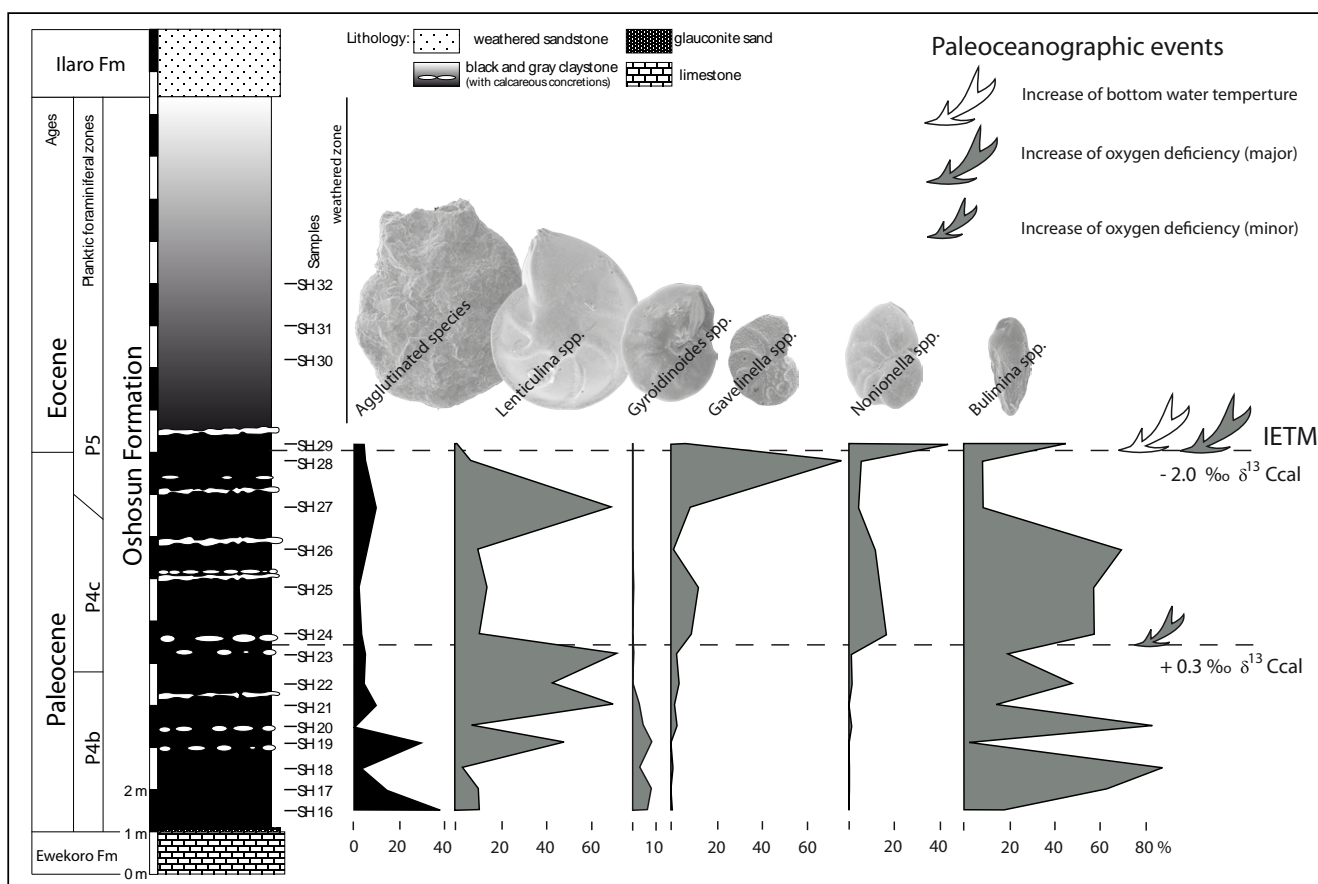 Lithology:
weathered sandstone
glauconite sand
black and gray claystone
(with calcareous concretions)
limestone
Paleoceanographic events
Increase of bottom water temperture
Increase of oxygen deficiency (major)
Increase of oxygen deficiency (minor)
Ilaro Fm
Ages
Planktic foraminiferal zones
Samples
weathered zone
Eocene
Paleocene
P5
P4c
P4b
Oshosun Formation
Ewekoro Fm
2 m
1 m
0 m
SH 32
SH 31
SH 30
SH 29
SH 28
SH 27
SH 26
SH 25
SH 24
SH 23
SH 22
SH 21
SH 20
SH 19
SH 18
SH 17
SH 16
Agglutinated species
Lenticulina spp.
Gyroidinoides spp.
Gavelinella spp.
Nonionella spp.
Bulimina spp.
IETM
- 2.0 ‰ δ13 Ccal
+ 0.3 ‰ δ13 Ccal
0 20 40 20 40 60 10 20 40 60 20 40 20 40 60 80 %